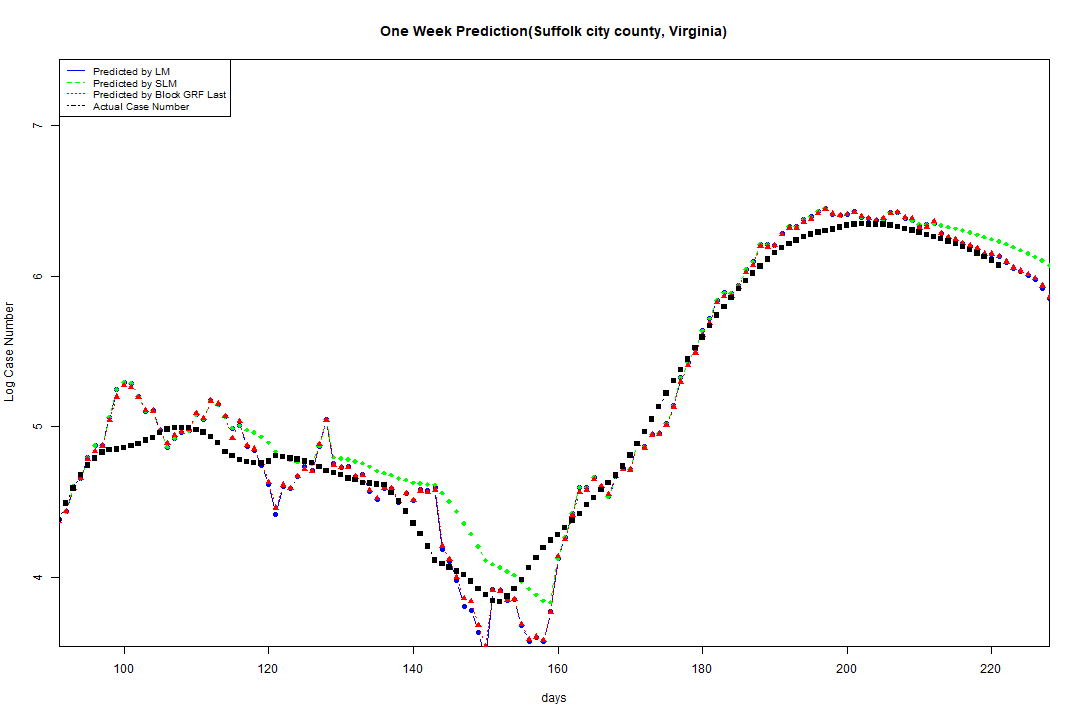 One Week Prediction(Suffolk city county, Virginia)
Predicted by LM
Predicted by SLM
Predicted by Block GRF Last
Actual Case Number
7
6
5
4
Log Case Number
100 120 140 160 180 200 220
days